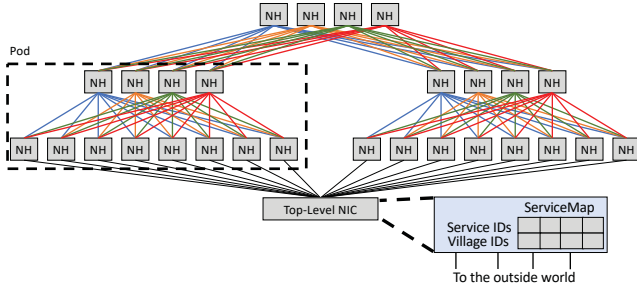 NH NH NH NH
Pod
NH NH NH NH NH NH NH NH
NH NH NH NH NH NH NH NH NH NH NH NH NH NH NH NH
Top-Level NIC
ServiceMap
Service IDs
Village IDs
To the outside world